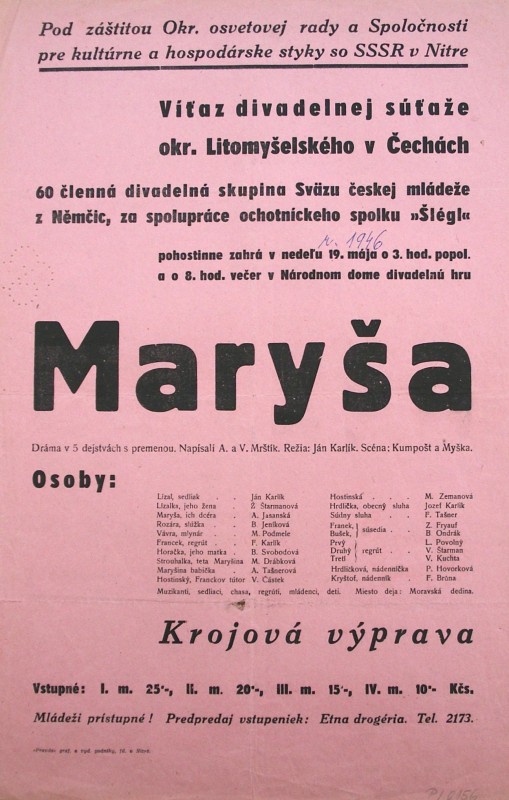 Pod záštitou Okr. osvetovej rady a Spoločnosti
pre kultúrne a hospodárske styky so SSSR v Nitre
Víťaz divadelnej súťaže
okr. Litomyšelského v Čechách
60 členná divadelná skupina Sväzu českej mládeže
z Němčic, za spolupráce ochotníckeho spolku »Šlégl«
r. 1946
pohostinne zahrá v nedeľu 19. mája o 3. hod. popol.
a o 8. hod. večer v Národnom dome divadelnú hru
Maryša
Dráma v 5 dejstvách s premenou. Napísali A. a V. Mrštík. Režia: Ján Karlík. Scéna: Kumpošt a Myška.
Osoby:
Lízal, sedliak . . Ján Karlík
Lízalka, jeho žena Z Štarmanová
Maryša, ich dcéra . A. Jasanská
Rozára, slúžka . . B Jeníková
Vávra, mlynár . M. Podmele
Francek, regrút . F. Karlík
Horačka, jeho matka . B. Svobodová
Strouhalka, teta Maryšina M. Drábková
Maryšina babička . A. Tašnerová
Hostinský, Franckov tútor V. Částek
Hostinská . . . M. Zemanová
Hrdlička, obecný sluha Jozef Karlík
Súdny sluha . . F. Tašner
Franek, susedia . Z. Fryauf
Bušek, B Ondrák
Prvý L. Povolný
Druhý regrút . V. Štarman
Tretí V. Kuchta
Hrdličková, nádennička P. Hovorková
Kryštof, nádenník . F. Bróna
Muzikanti, sedliaci, chasa, regrúti, mládenci, deti. Miesto deja: Moravská dedina.
Krojová výprava
Vstupné: I. m. 25·-, II. m. 20·-, III. m. 15·-, IV. m. 10·- Kčs.
Mládeži prístupné! Predpredaj vstupeniek: Etna drogéria. Tel. 2173.